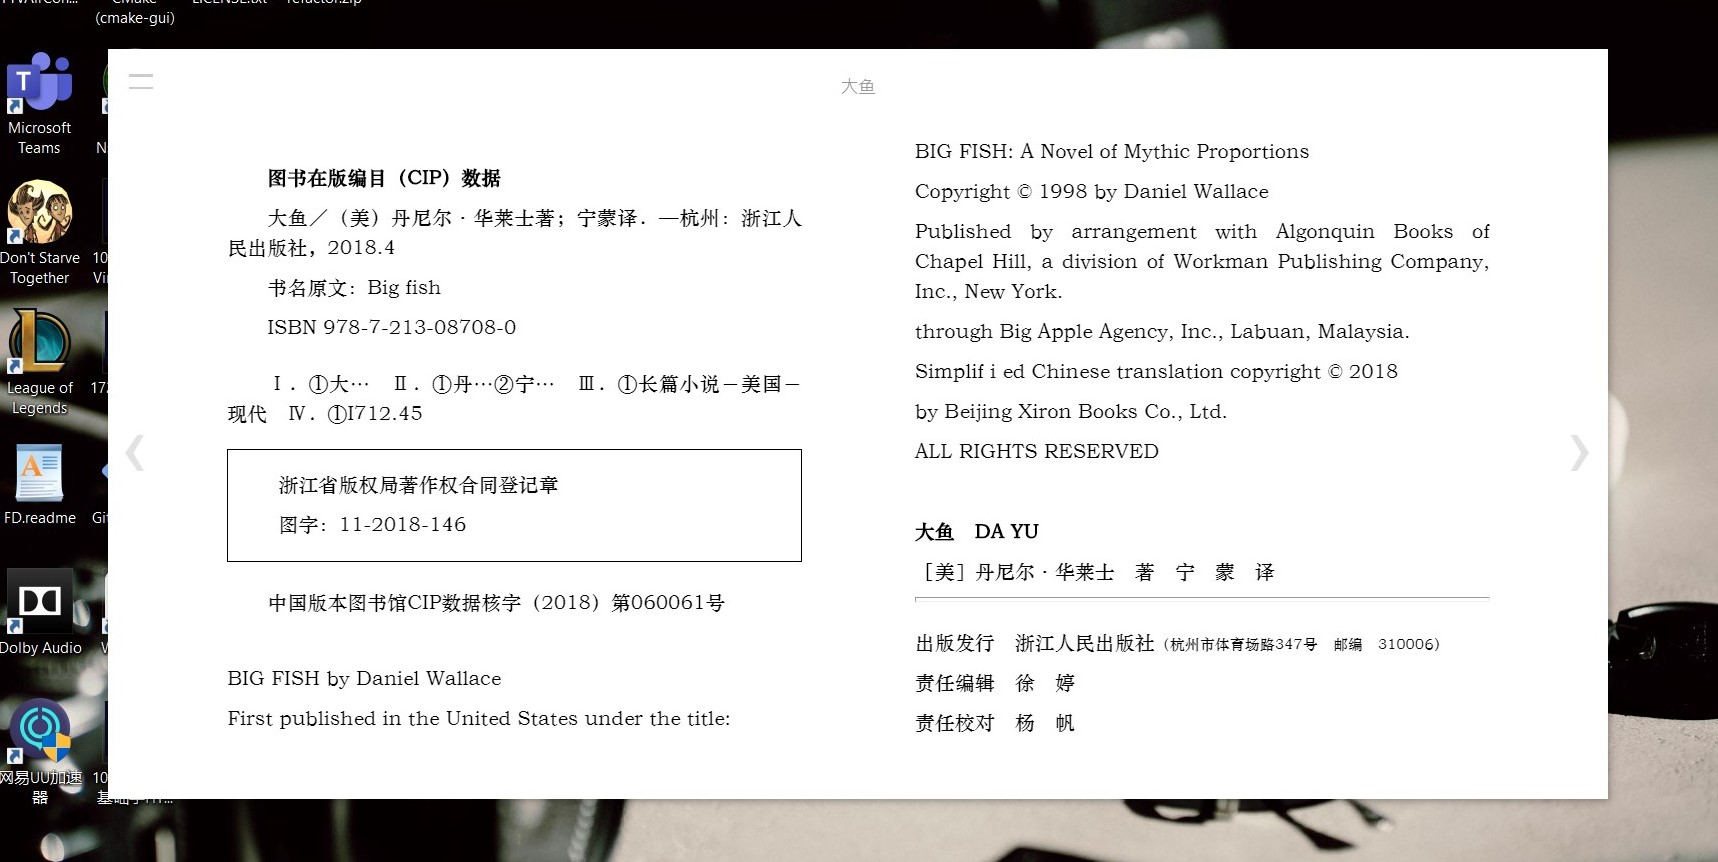 (cmake-gui)
LICENSE.txt
refactor.zip
Microsoft
Teams
Don't Starve
Together
League of
Legends
FD.readme
Dolby Audio
网易UU加速
器
大鱼
图书在版编目（CIP）数据
大鱼／（美）丹尼尔·华莱士著；宁蒙译．—杭州：浙江人
民出版社，2018.4
书名原文：Big fish
ISBN 978-7-213-08708-0
Ⅰ．①大… Ⅱ．①丹…②宁… Ⅲ．①长篇小说－美国－
现代 Ⅳ．①I712.45
浙江省版权局著作权合同登记章
图字：11-2018-146
中国版本图书馆CIP数据核字（2018）第060061号
BIG FISH by Daniel Wallace
First published in the United States under the title:
BIG FISH: A Novel of Mythic Proportions
Copyright © 1998 by Daniel Wallace
Published by arrangement with Algonquin Books of
Chapel Hill, a division of Workman Publishing Company,
Inc., New York.
through Big Apple Agency, Inc., Labuan, Malaysia.
Simplif i ed Chinese translation copyright © 2018
by Beijing Xiron Books Co., Ltd.
ALL RIGHTS RESERVED
大鱼 DA YU
［美］丹尼尔·华莱士 著 宁 蒙 译
出版发行 浙江人民出版社（杭州市体育场路347号 邮编 310006）
责任编辑 徐 婷
责任校对 杨 帆